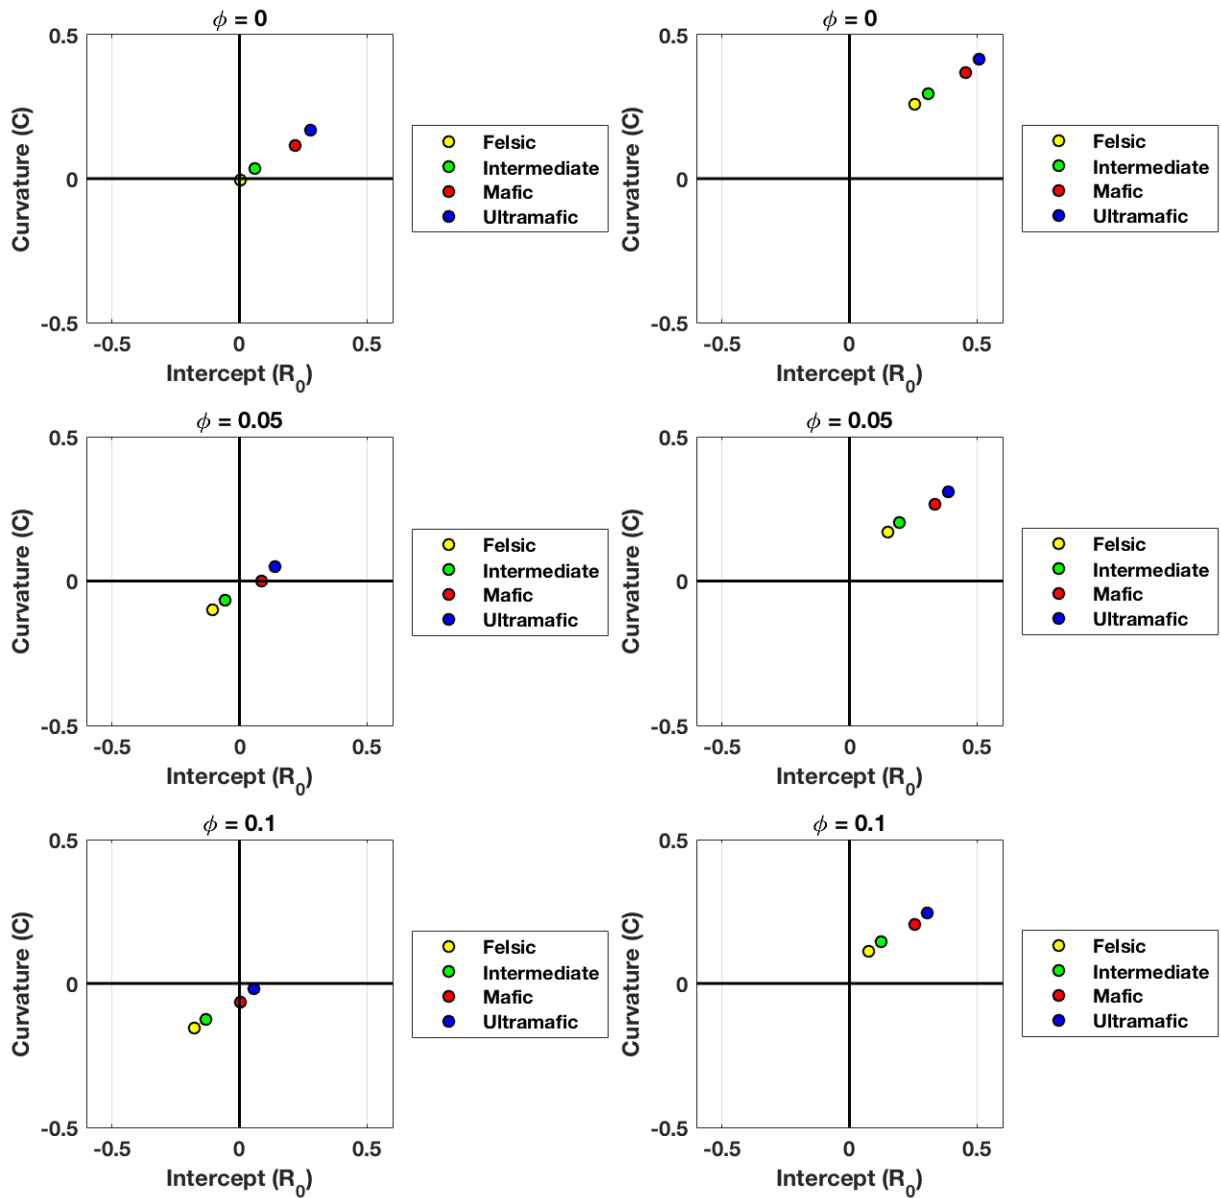 ϕ = 0
0.5
0
-0.5
Curvature (C)
-0.5
0
0.5
Intercept (R0)
Felsic
Intermediate
Mafic
Ultramafic
ϕ = 0
0.5
0
-0.5
Curvature (C)
-0.5
0
0.5
Intercept (R0)
Felsic
Intermediate
Mafic
Ultramafic
ϕ = 0.05
0.5
0
-0.5
Curvature (C)
-0.5
0
0.5
Intercept (R0)
Felsic
Intermediate
Mafic
Ultramafic
ϕ = 0.05
0.5
0
-0.5
Curvature (C)
-0.5
0
0.5
Intercept (R0)
Felsic
Intermediate
Mafic
Ultramafic
ϕ = 0.1
0.5
0
-0.5
Curvature (C)
-0.5
0
0.5
Intercept (R0)
Felsic
Intermediate
Mafic
Ultramafic
ϕ = 0.1
0.5
0
-0.5
Curvature (C)
-0.5
0
0.5
Intercept (R0)
Felsic
Intermediate
Mafic
Ultramafic